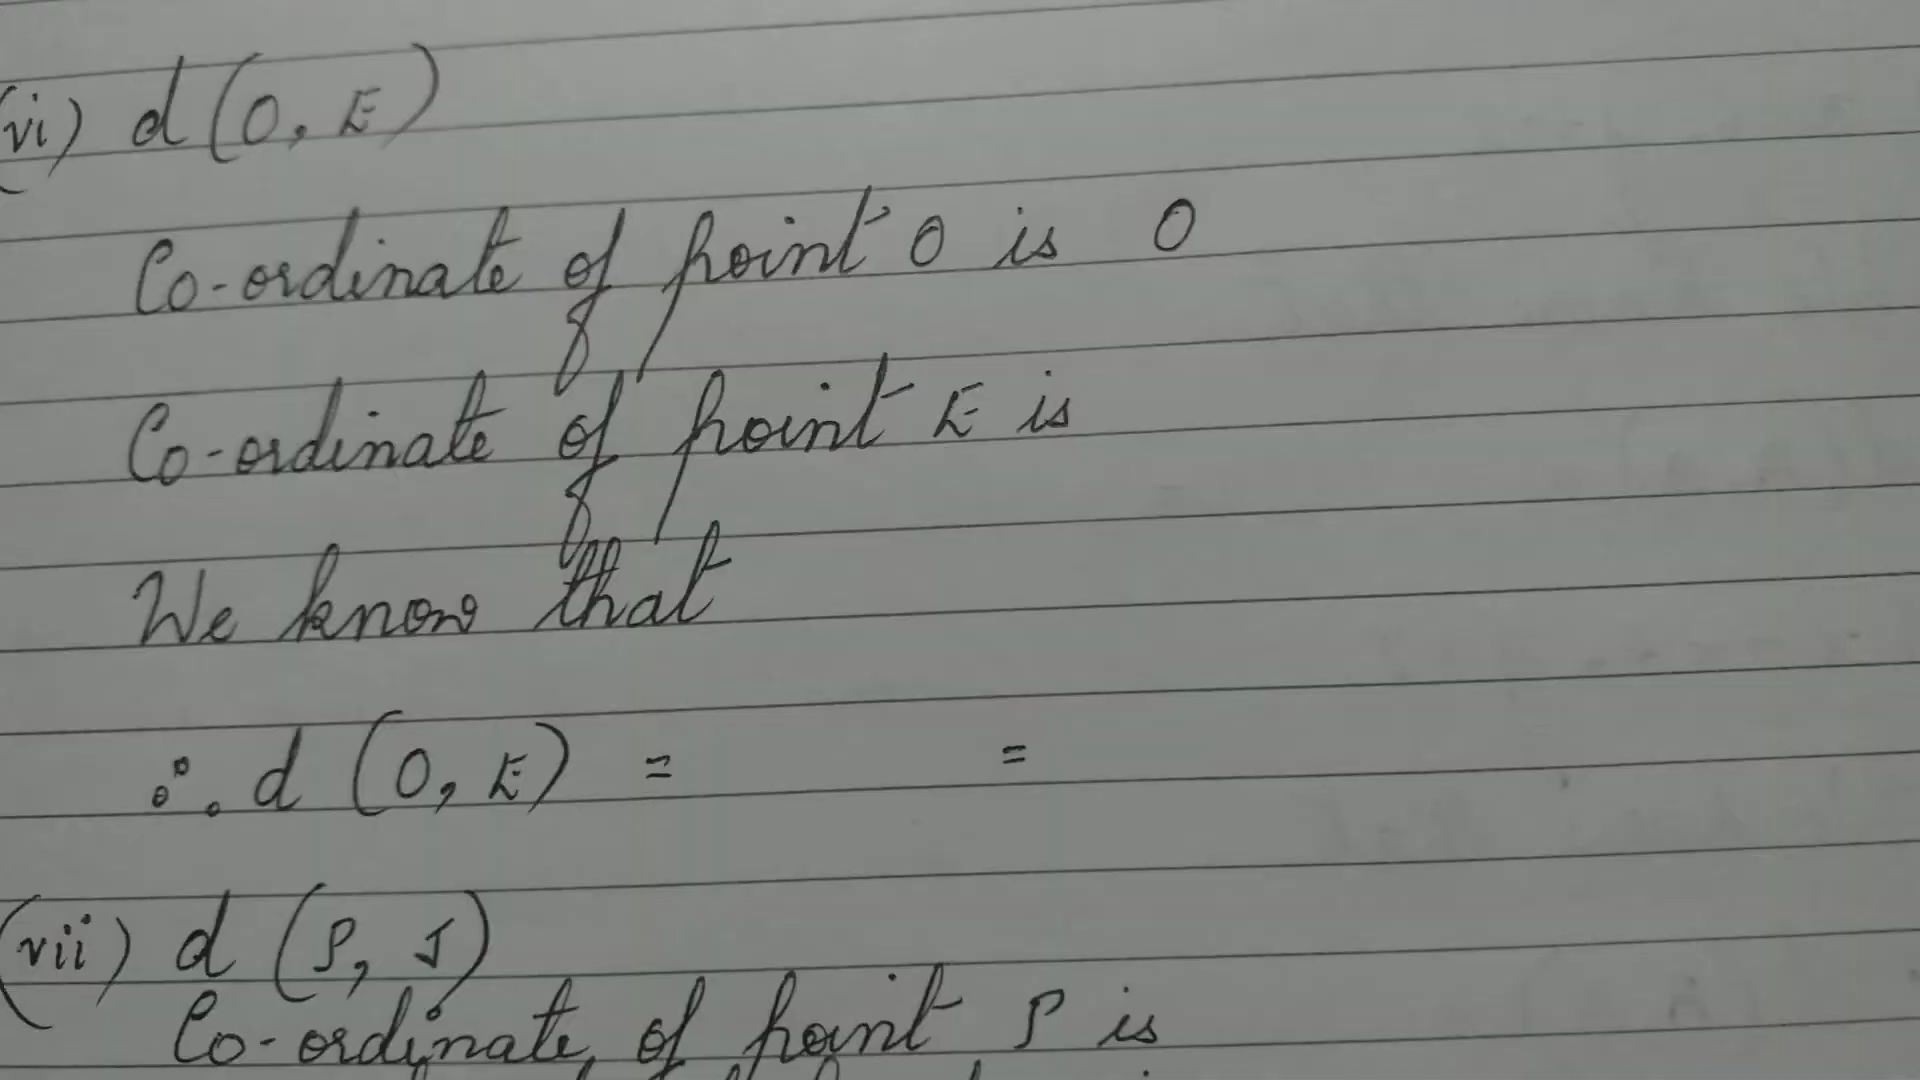 (vi) d(O, E)
Co-ordinate of point O is 0
Co-ordinate of point E is
We know that
∴ d (O, E) = =
(vii) d (P, J)
Co-ordinate of point P is